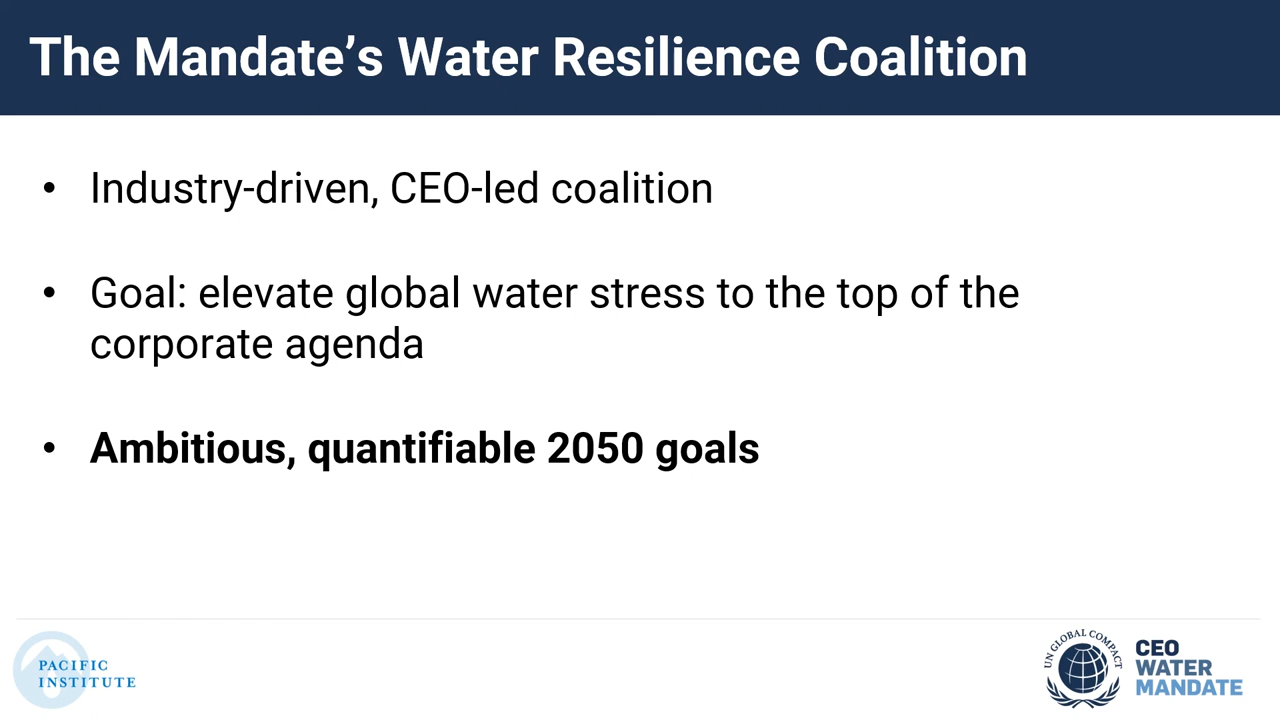 The Mandate’s Water Resilience Coalition
• Industry-driven, CEO-led coalition
• Goal: elevate global water stress to the top of the
corporate agenda
• Ambitious, quantifiable 2050 goals
PACIFIC
INSTITUTE
UN GLOBAL COMPACT
CEO
WATER
MANDATE